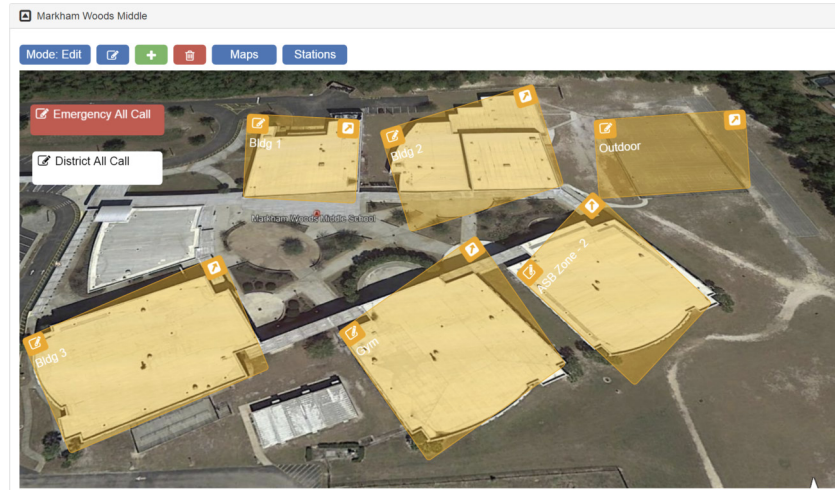 Markham Woods Middle
Mode: Edit
Maps
Stations
Emergency All Call
District All Call
Bldg 1
Bldg 2
Outdoor
Markham Woods Middle School
ASB Zone - 2
Bldg 3
Gym